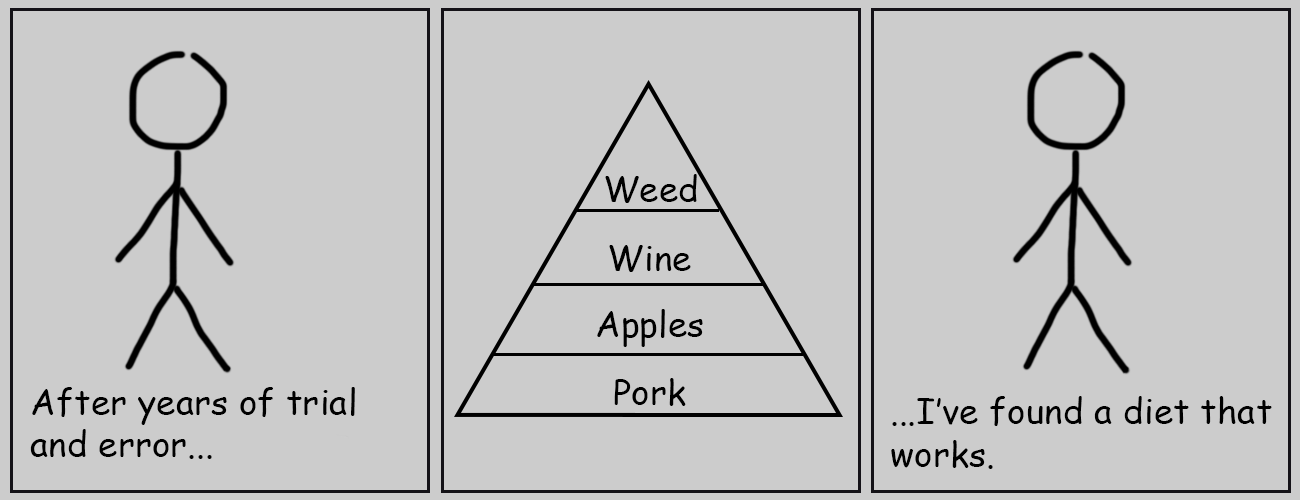 After years of trial
and error...
Weed
Wine
Apples
Pork
...I've found a diet that
works.